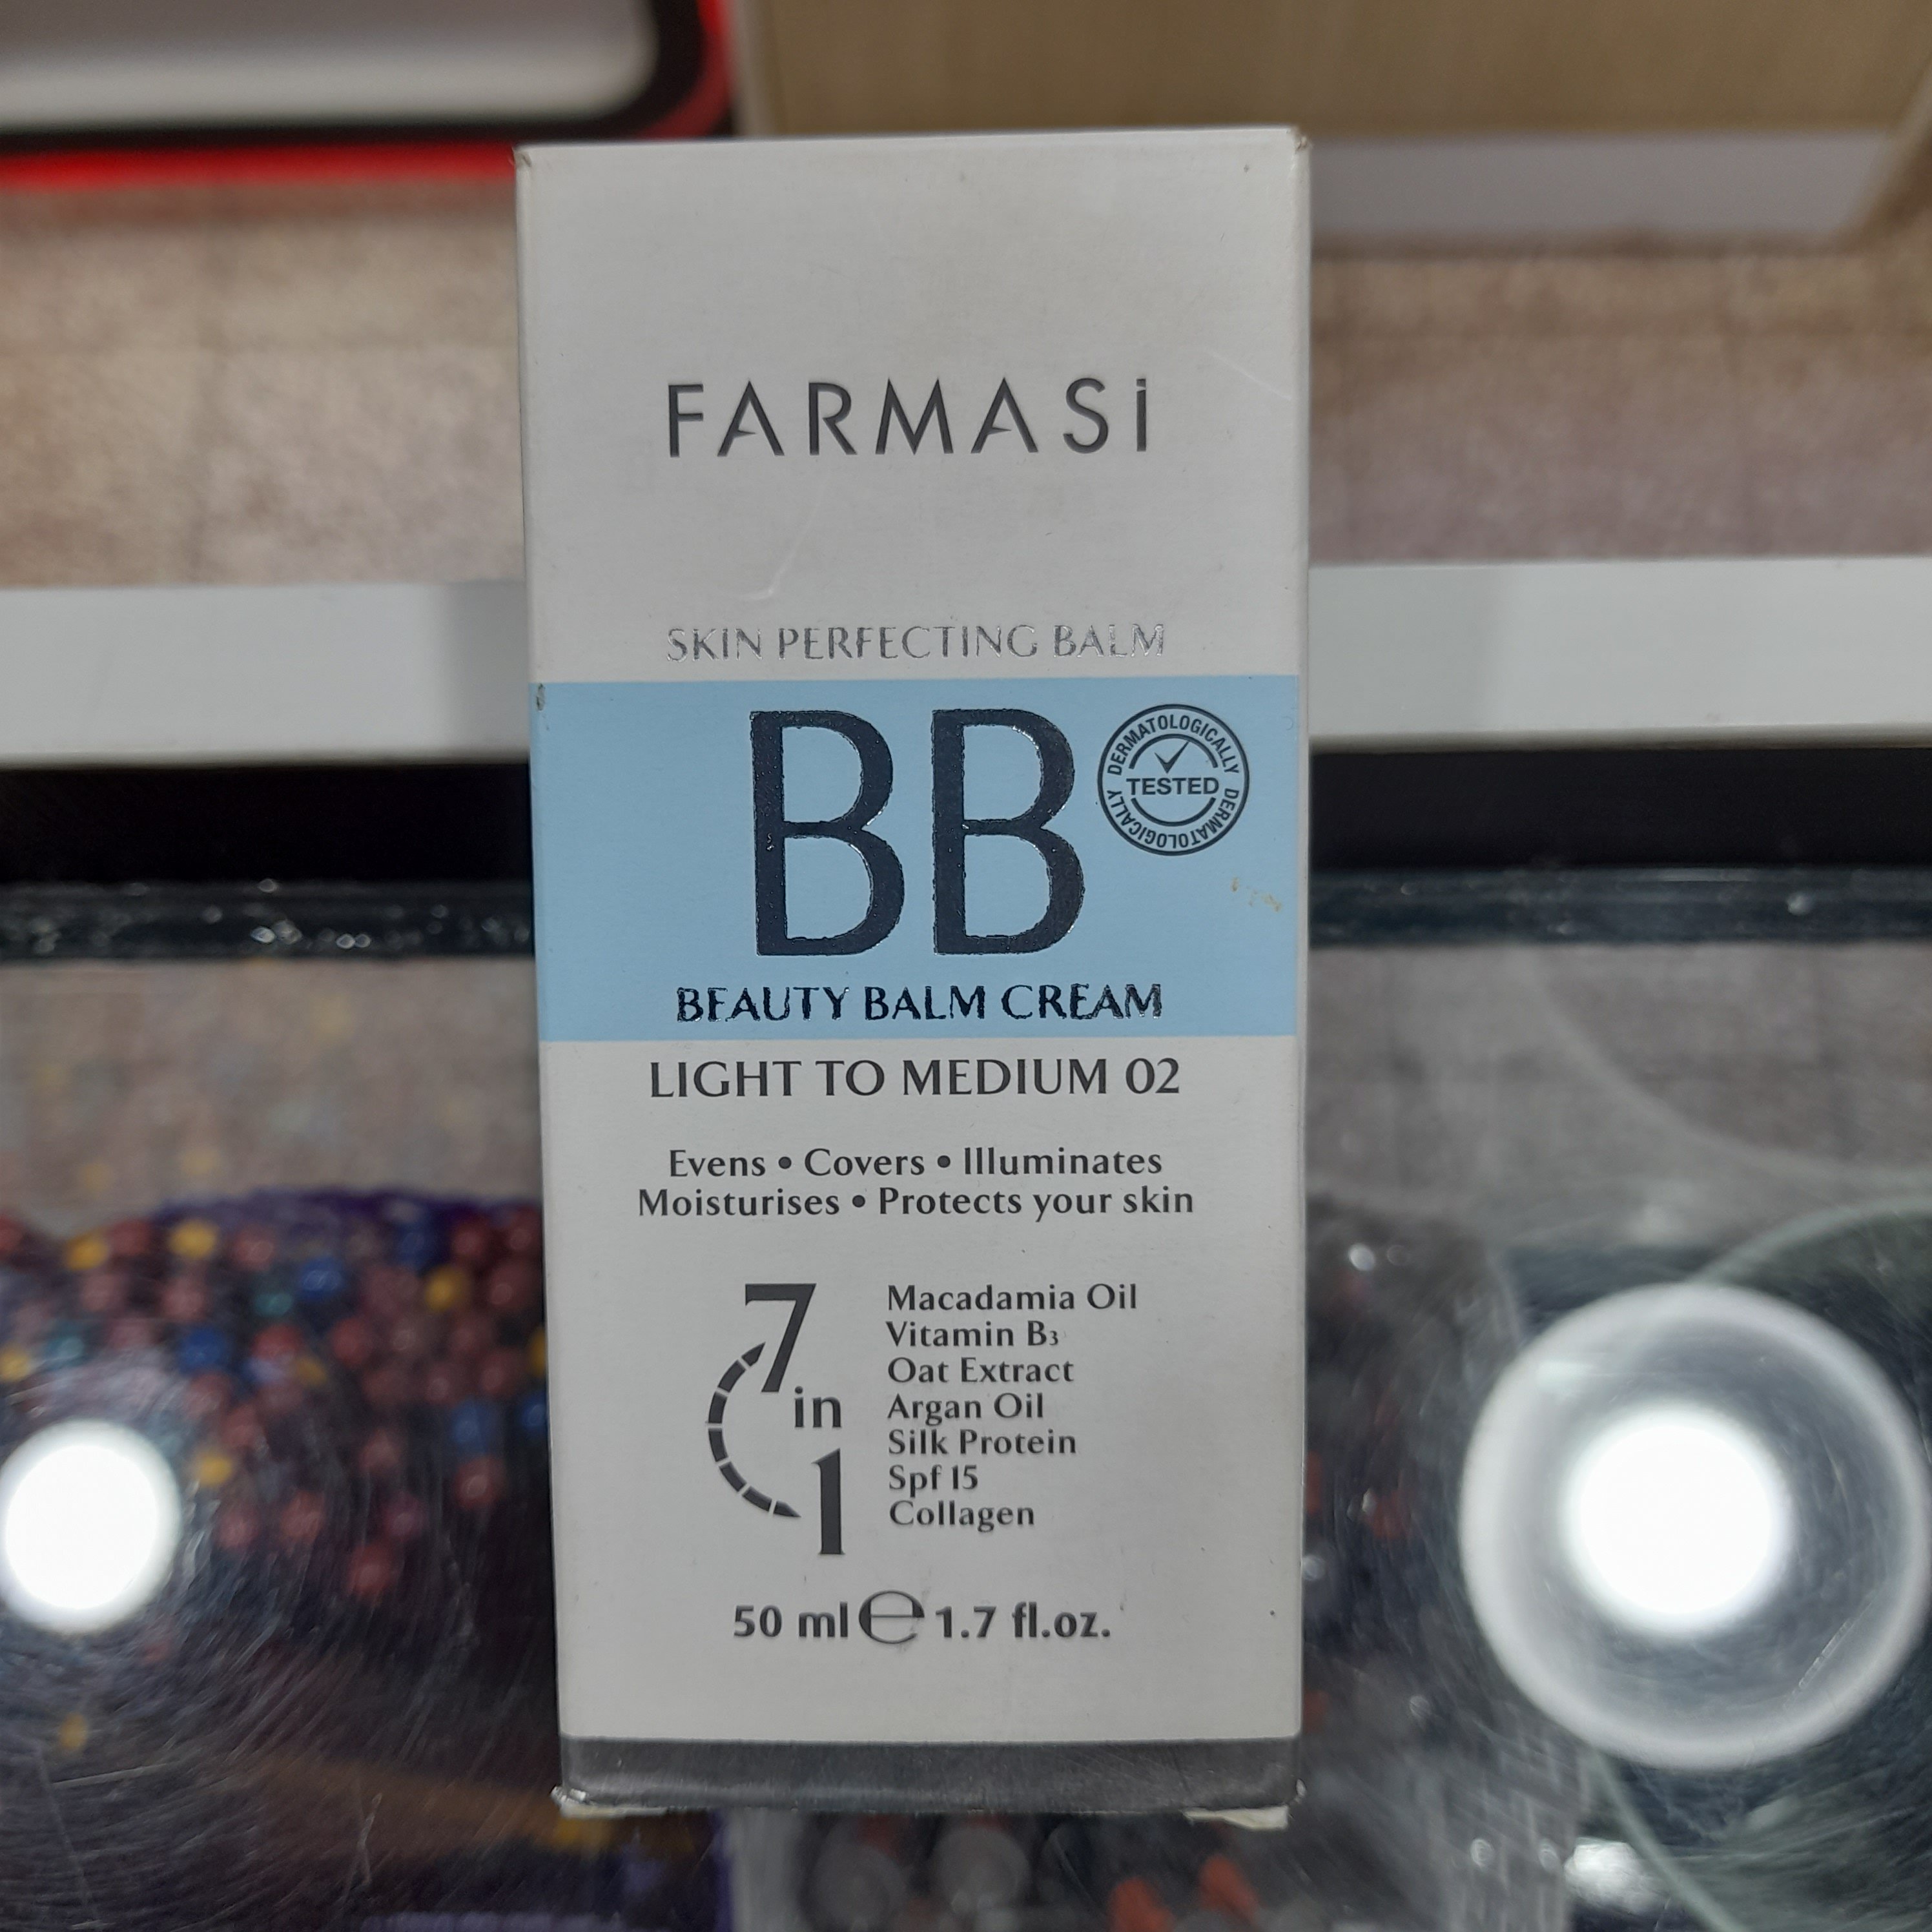 FARMASİ
SKIN PERFECTING BALM
BB
DERMATOLOGICALLY
TESTED
DERMATOLOGICALLY
BEAUTY BALM CREAM
LIGHT TO MEDIUM 02
Evens • Covers • Illuminates
Moisturises • Protects your skin
7
in
1
Macadamia Oil
Vitamin B₃
Oat Extract
Argan Oil
Silk Protein
Spf 15
Collagen
50 ml ℮ 1.7 fl.oz.